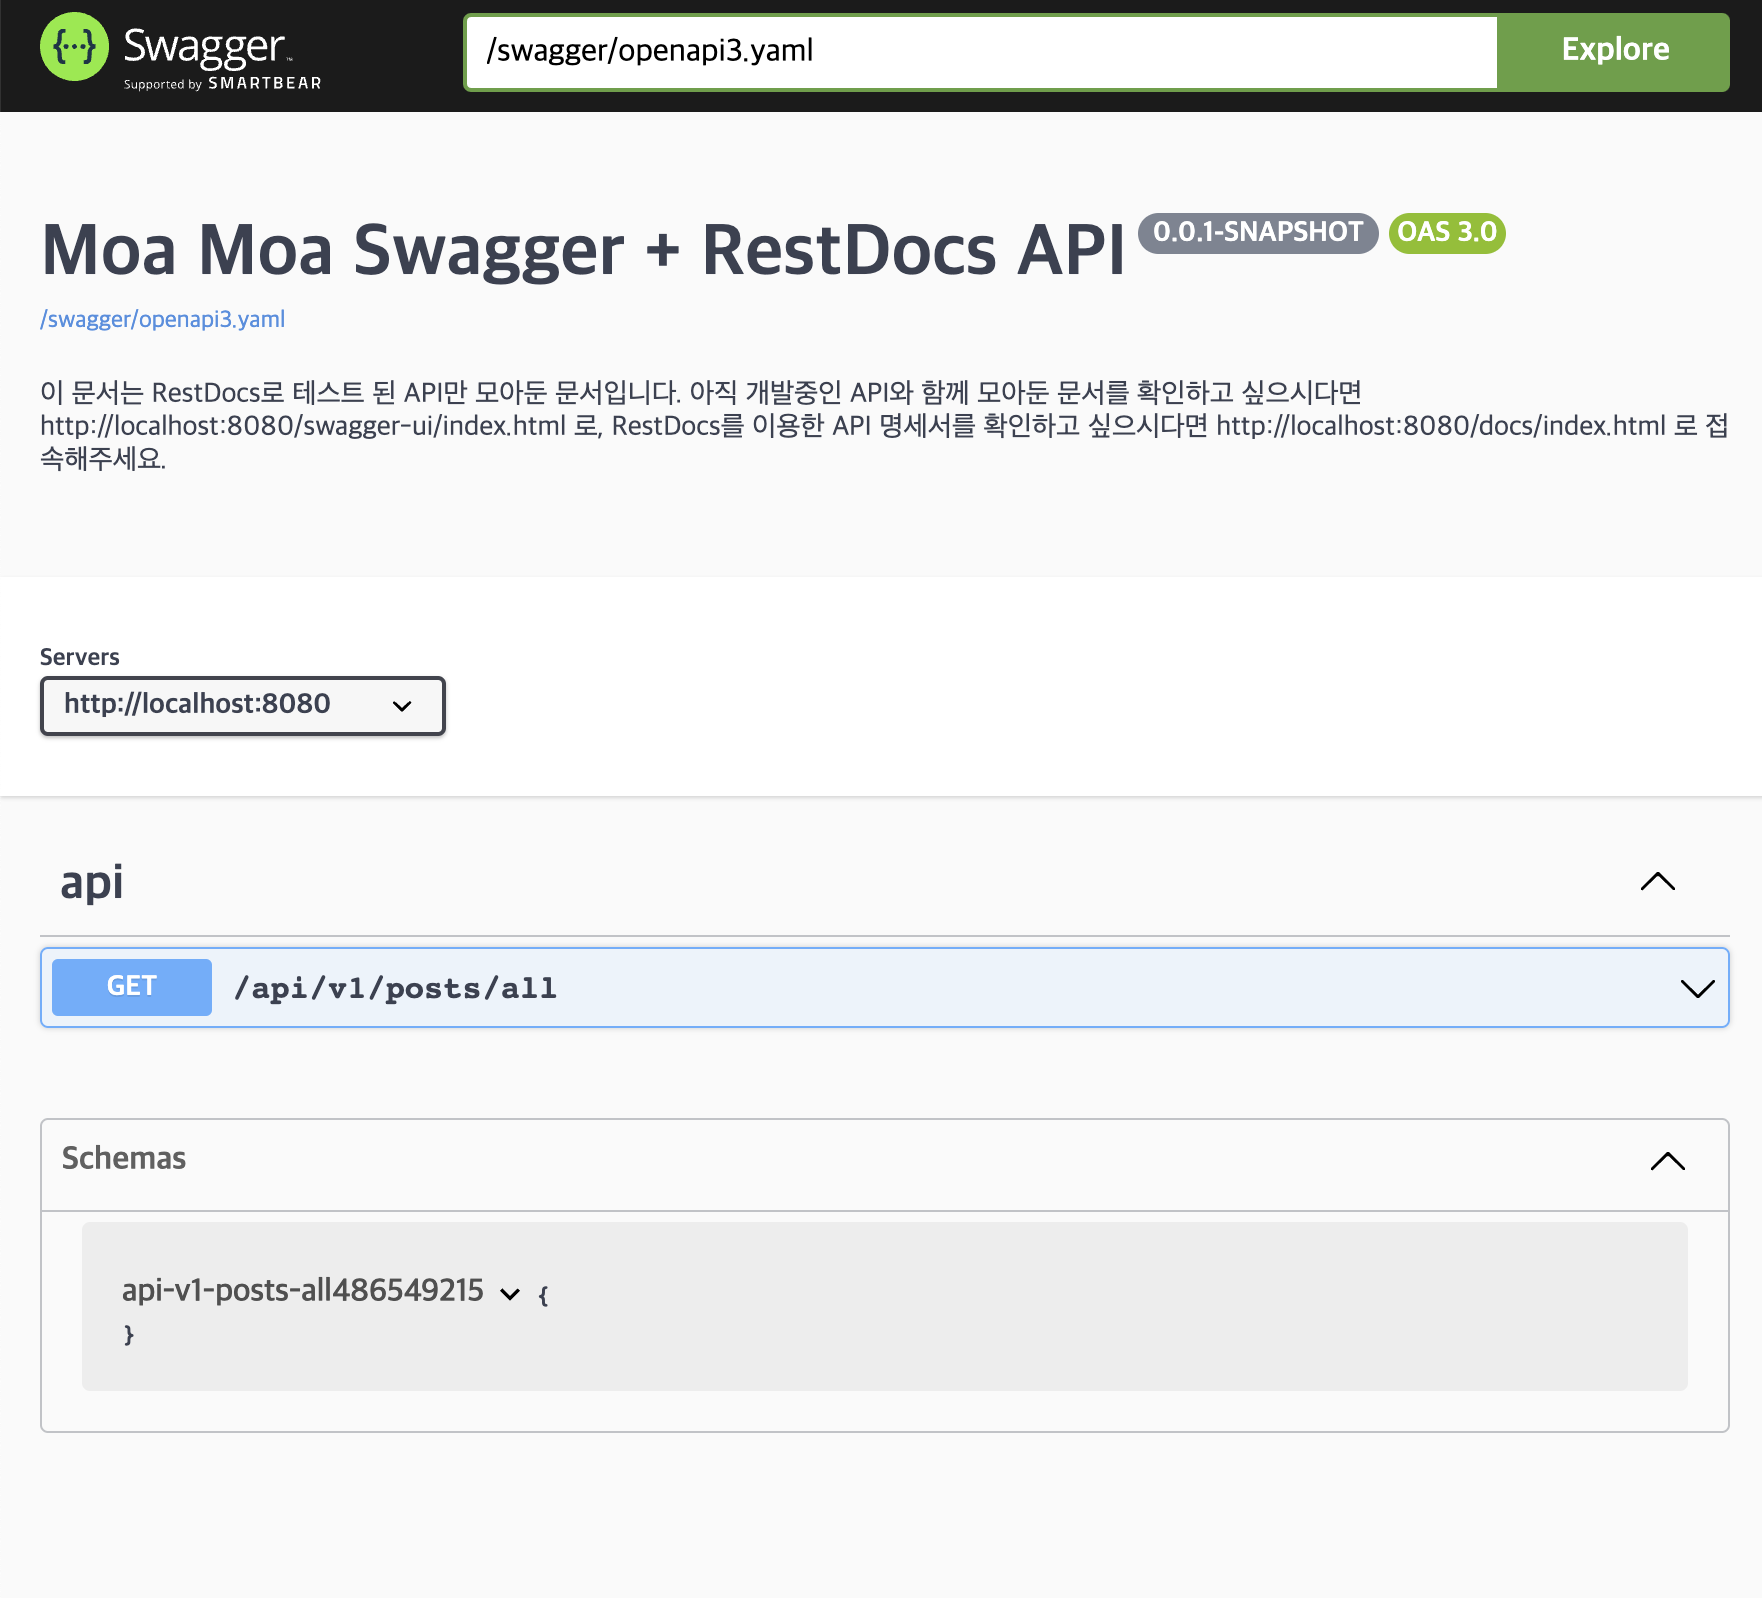 {···} Swagger™
Supported by SMARTBEAR
/swagger/openapi3.yaml
Explore
Moa Moa Swagger + RestDocs API 0.0.1-SNAPSHOT OAS 3.0
/swagger/openapi3.yaml
이 문서는 RestDocs로 테스트 된 API만 모아둔 문서입니다. 아직 개발중인 API와 함께 모아둔 문서를 확인하고 싶으시다면
http://localhost:8080/swagger-ui/index.html 로, RestDocs를 이용한 API 명세서를 확인하고 싶으시다면 http://localhost:8080/docs/index.html 로 접
속해주세요.
Servers
http://localhost:8080
api
GET /api/v1/posts/all
Schemas
api-v1-posts-all486549215 {
}